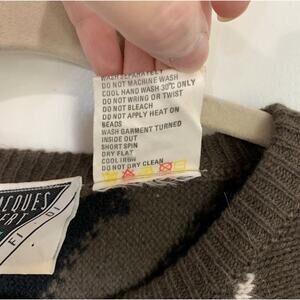 WASH SEPARATELY
DO NOT MACHINE WASH
COOL HAND WASH 30°C ONLY
DO NOT WRING OR TWIST
DO NOT BLEACH
DO NOT APPLY HEAT ON
BEADS
WASH GARMENT TURNED
INSIDE OUT
SHORT SPIN
DRY FLAT
COOL IRON
DO NOT DRY CLEAN
ACQUES